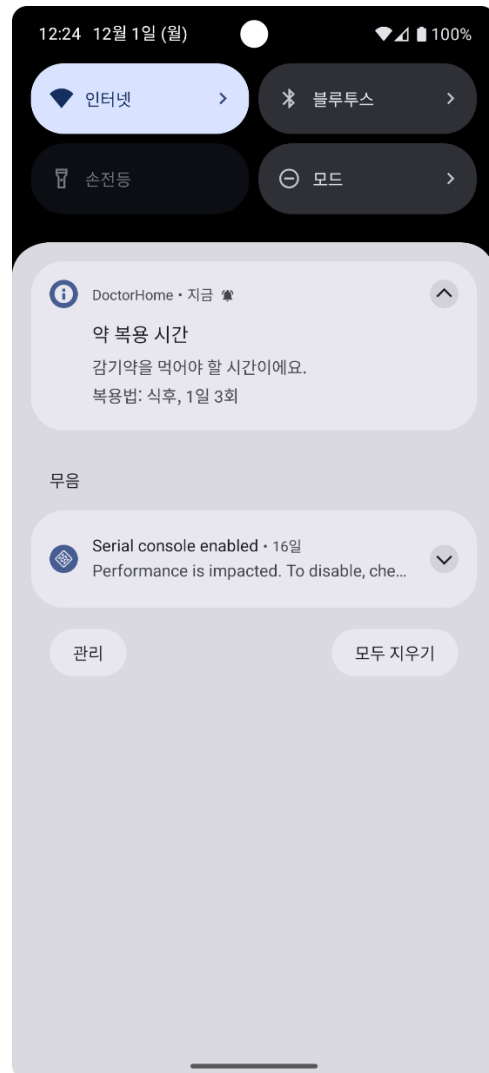 12:24 12월 1일 (월) 100%
인터넷 블루투스
손전등 모드
DoctorHome • 지금
약 복용 시간
감기약을 먹어야 할 시간이에요.
복용법: 식후, 1일 3회
무음
Serial console enabled • 16일
Performance is impacted. To disable, che...
관리 모두 지우기